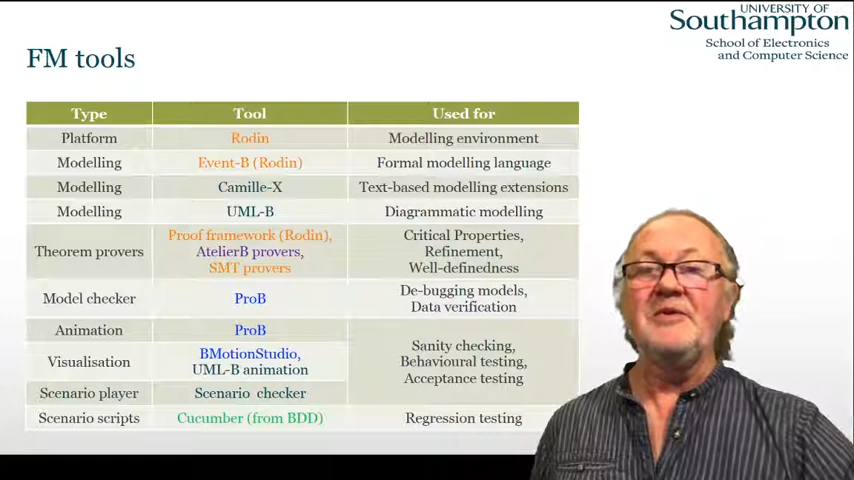 UNIVERSITY OF
Southampton
School of Electronics
and Computer Science
FM tools
Type Tool Used for
Platform Rodin Modelling environment
Modelling Event-B (Rodin) Formal modelling language
Modelling Camille-X Text-based modelling extensions
Modelling UML-B Diagrammatic modelling
Theorem provers Proof framework (Rodin), AtelierB provers, SMT provers Critical Properties, Refinement, Well-definedness
Model checker ProB De-bugging models, Data verification
Animation ProB Sanity checking, Behavioural testing, Acceptance testing
Visualisation BMotionStudio, UML-B animation
Scenario player Scenario checker
Scenario scripts Cucumber (from BDD) Regression testing